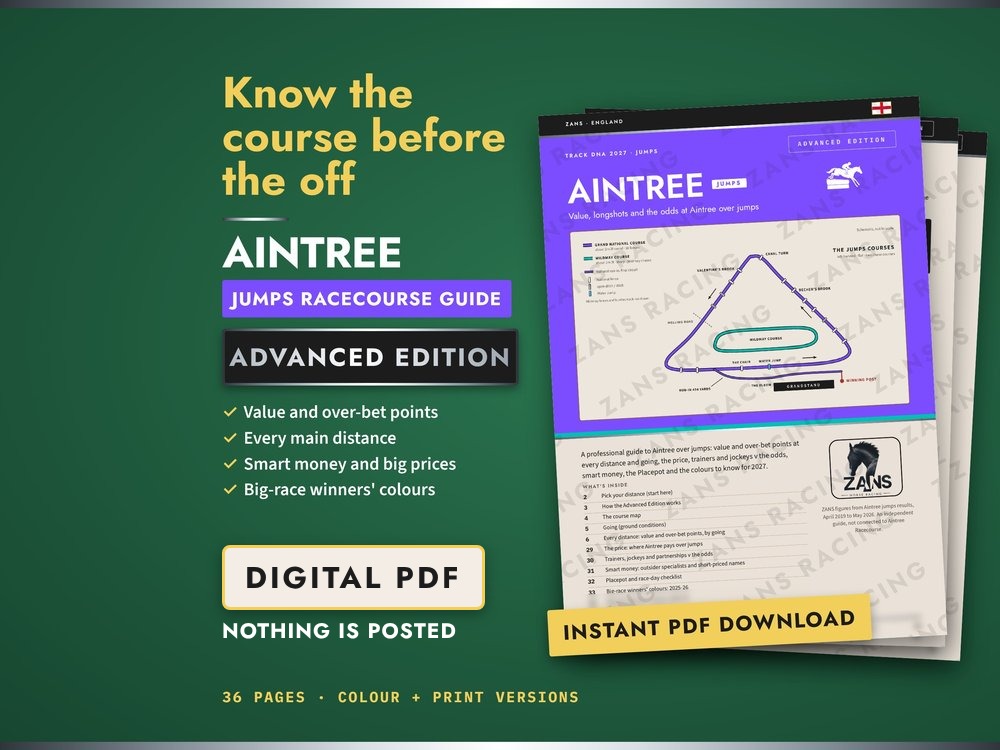 Know the
course before
the off
AINTREE
JUMPS RACECOURSE GUIDE
ADVANCED EDITION
Value and over-bet points
Every main distance
Smart money and big prices
Big-race winners' colours
DIGITAL PDF
NOTHING IS POSTED
36 PAGES · COLOUR + PRINT VERSIONS
ZANS · ENGLAND
ADVANCED EDITION
TRACK DNA 2027 · JUMPS
AINTREE JUMPS
Value, longshots and the odds at Aintree over jumps
GRAND NATIONAL COURSE
MILDMAY COURSE
THE JUMPS COURSES
CANAL TURN
VALENTINE'S BROOK
BECHER'S BROOK
MELLING ROAD
MILDMAY COURSE
THE CHAIR
WATER JUMP
THE ELBOW
GRANDSTAND
WINNING POST
A professional guide to Aintree over jumps: value and over-bet points at
every distance and going, the price, trainers and jockeys v the odds,
smart money, the Placepot and the colours to know for 2027.
WHAT'S INSIDE
2 Pick your distance (start here)
3 How the Advanced Edition works
4 The course map
5 Going (ground conditions)
6 Every distance: value and over-bet points, by going
29 The price: where Aintree pays over jumps
30 Trainers, jockeys and partnerships v the odds
31 Smart money: outsider specialists and short-priced names
32 Placepot and race-day checklist
33 Big-race winners' colours: 2025-26
ZANS
HORSE RACING
ZANS figures from Aintree jumps results,
April 2019 to May 2026. An independent
guide, not connected to Aintree
Racecourse.
INSTANT PDF DOWNLOAD
ZANS RACING